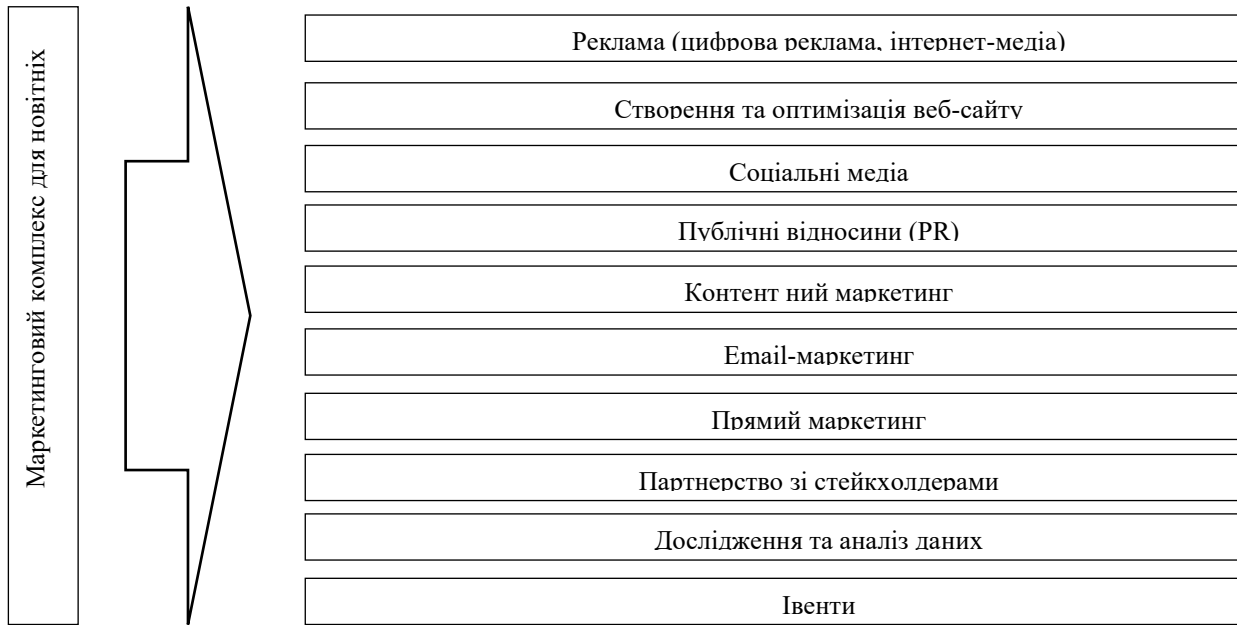 Маркетинговий комплекс для новітніх
Реклама (цифрова реклама, інтернет-медіа)
Створення та оптимізація веб-сайту
Соціальні медіа
Публічні відносини (PR)
Контент ний маркетинг
Email-маркетинг
Прямий маркетинг
Партнерство зі стейкхолдерами
Дослідження та аналіз даних
Івенти